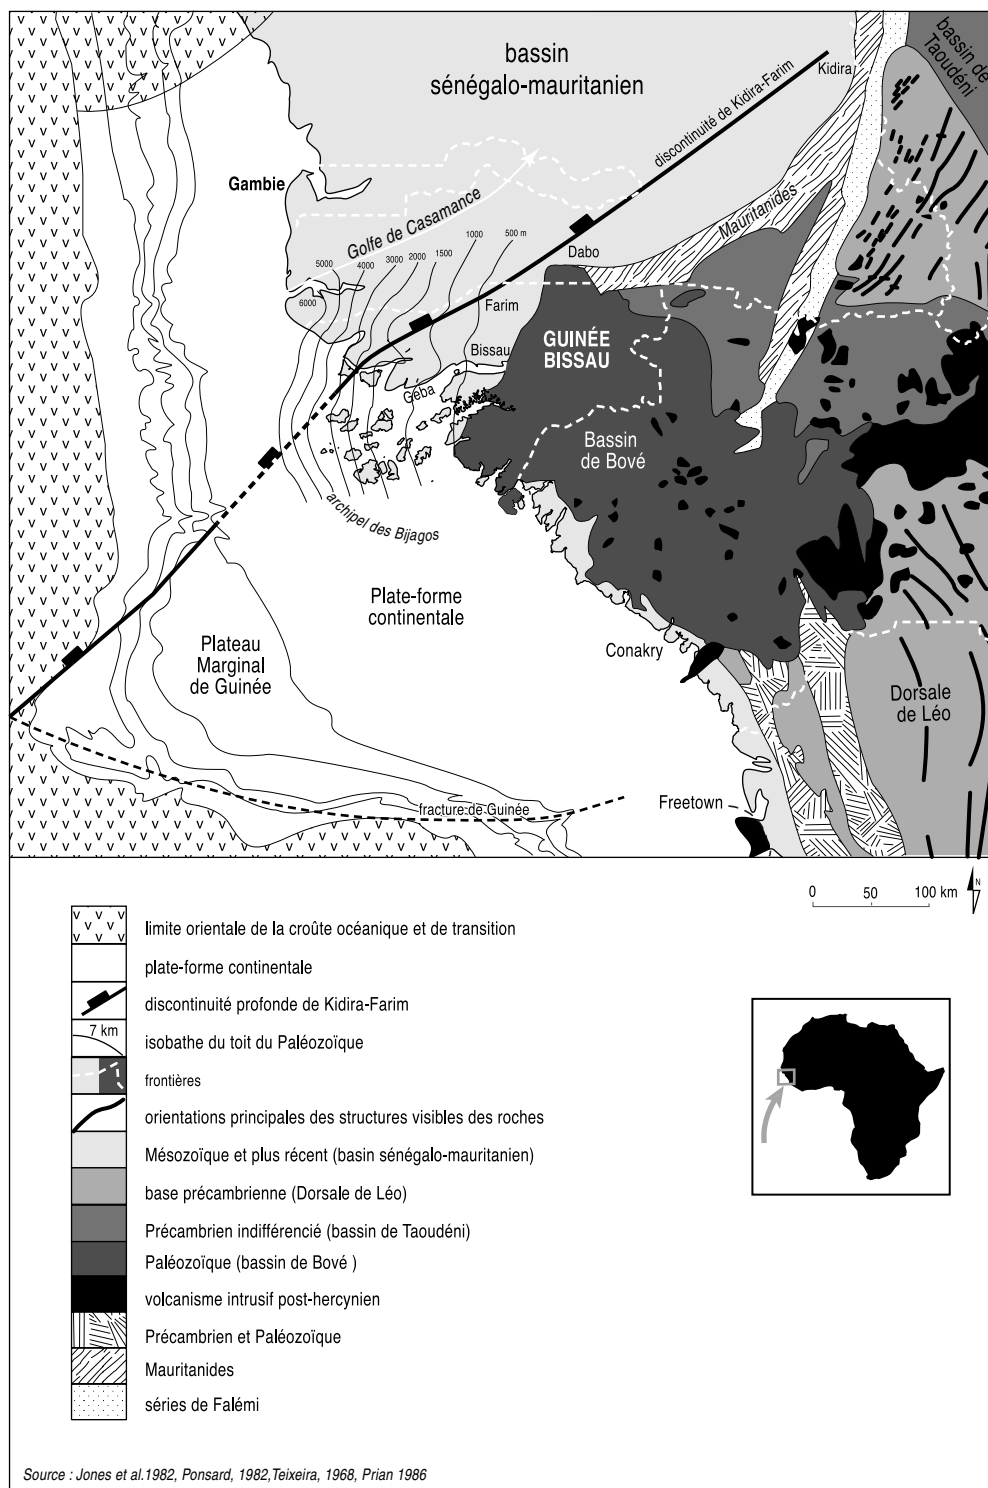 bassin
sénégalo-mauritanien
bassin de
Taoudéni
Kidira
discontinuité de Kidira-Farim
Gambie
Golfe de Casamance
Mauritanides
6000
5000
4000
3000
2000
1500
1000
500 m
Dabo
Farim
Bissau
GUINÉE
BISSAU
Géba
Bassin
de Bové
archipel des Bijagos
Plate-forme
continentale
Plateau
Marginal
de Guinée
Conakry
Dorsale
de Léo
fracture de Guinée
Freetown
0 50 100 km
N
limite orientale de la croûte océanique et de transition
plate-forme continentale
discontinuité profonde de Kidira-Farim
7 km
isobathe du toit du Paléozoïque
frontières
orientations principales des structures visibles des roches
Mésozoïque et plus récent (basin sénégalo-mauritanien)
base précambrienne (Dorsale de Léo)
Précambrien indifférencié (bassin de Taoudéni)
Paléozoïque (bassin de Bové )
volcanisme intrusif post-hercynien
Précambrien et Paléozoïque
Mauritanides
séries de Falémi
Source : Jones et al.1982, Ponsard, 1982,Teixeira, 1968, Prian 1986